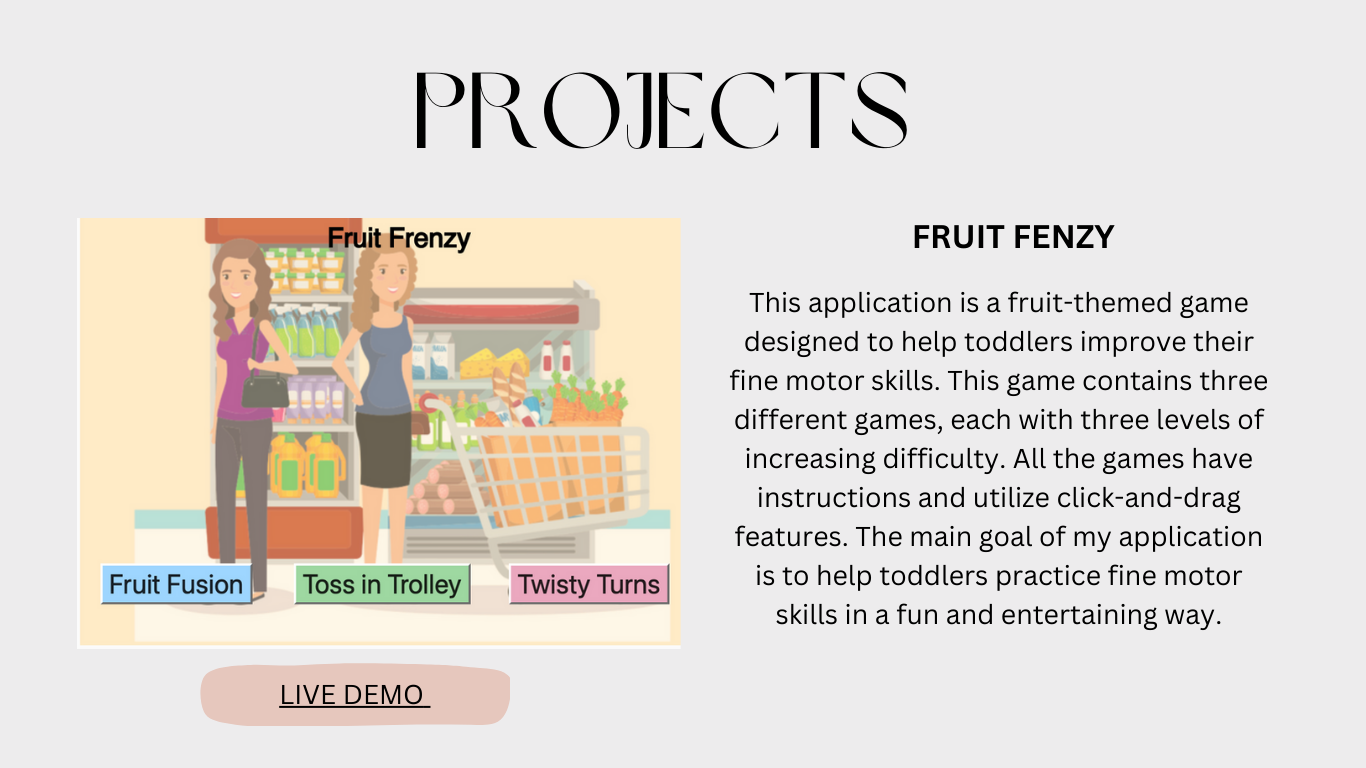 PROJECTS
Fruit Frenzy
Fruit Fusion
Toss in Trolley
Twisty Turns
LIVE DEMO
FRUIT FENZY
This application is a fruit-themed game
designed to help toddlers improve their
fine motor skills. This game contains three
different games, each with three levels of
increasing difficulty. All the games have
instructions and utilize click-and-drag
features. The main goal of my application
is to help toddlers practice fine motor
skills in a fun and entertaining way.